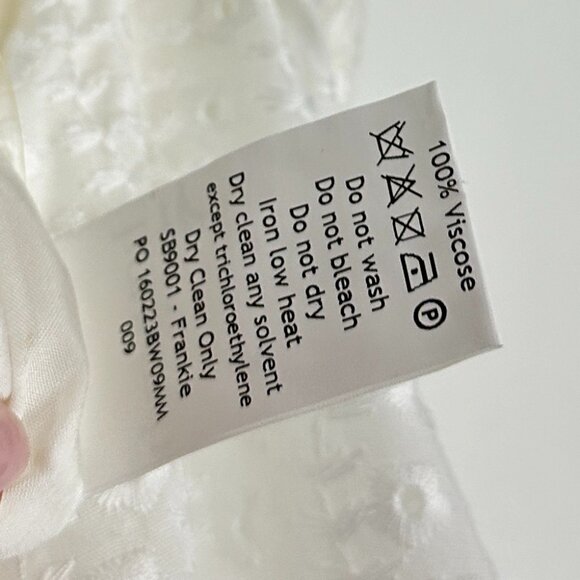 100% Viscose
P
Do not wash
Do not bleach
Do not dry
Iron low heat
Dry clean any solvent
except trichloroethylene
Dry Clean Only
SB9001 - Frankie
PO 160223BW09MM
009